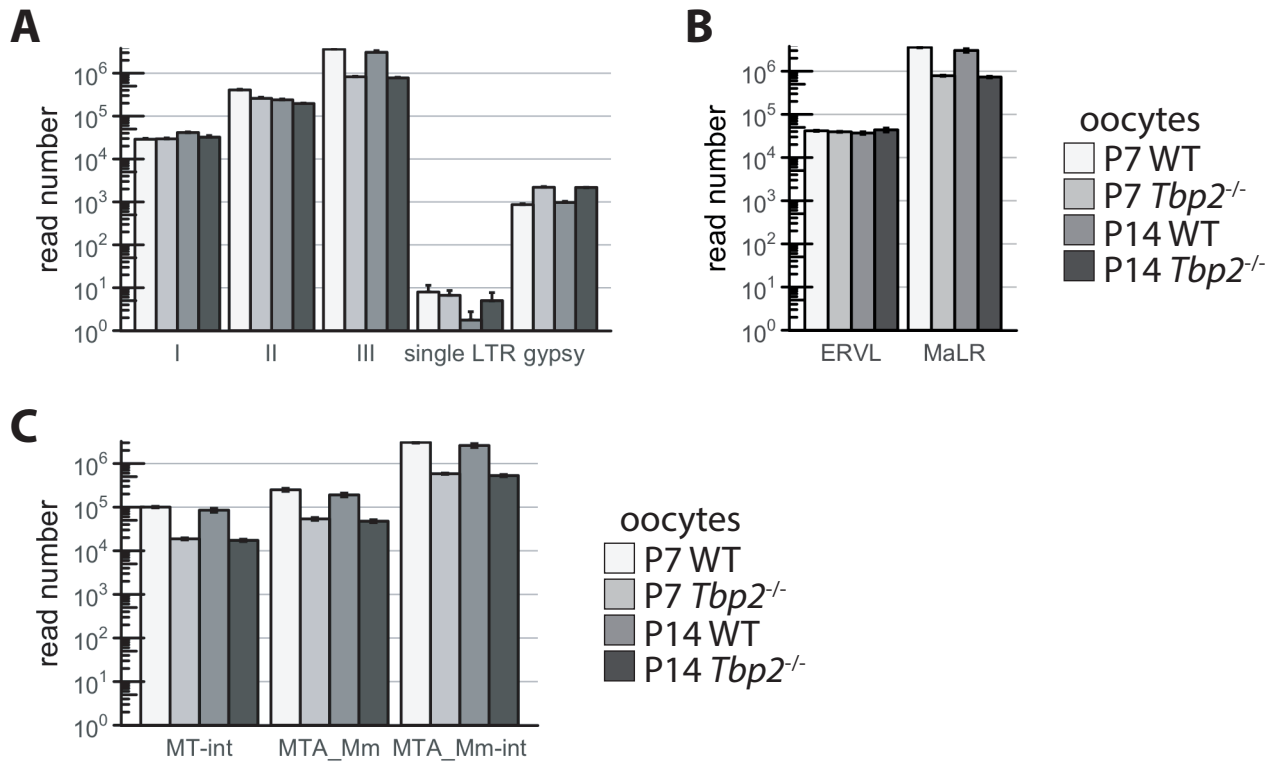 A
read number
10⁶
10⁵
10⁴
10³
10²
10¹
10⁰
I II III single LTR gypsy
B
read number
10⁶
10⁵
10⁴
10³
10²
10¹
10⁰
ERVL MaLR
oocytes
P7 WT
P7 Tbp2⁻/⁻
P14 WT
P14 Tbp2⁻/⁻
C
read number
10⁶
10⁵
10⁴
10³
10²
10¹
10⁰
MT-int MTA_Mm MTA_Mm-int
oocytes
P7 WT
P7 Tbp2⁻/⁻
P14 WT
P14 Tbp2⁻/⁻